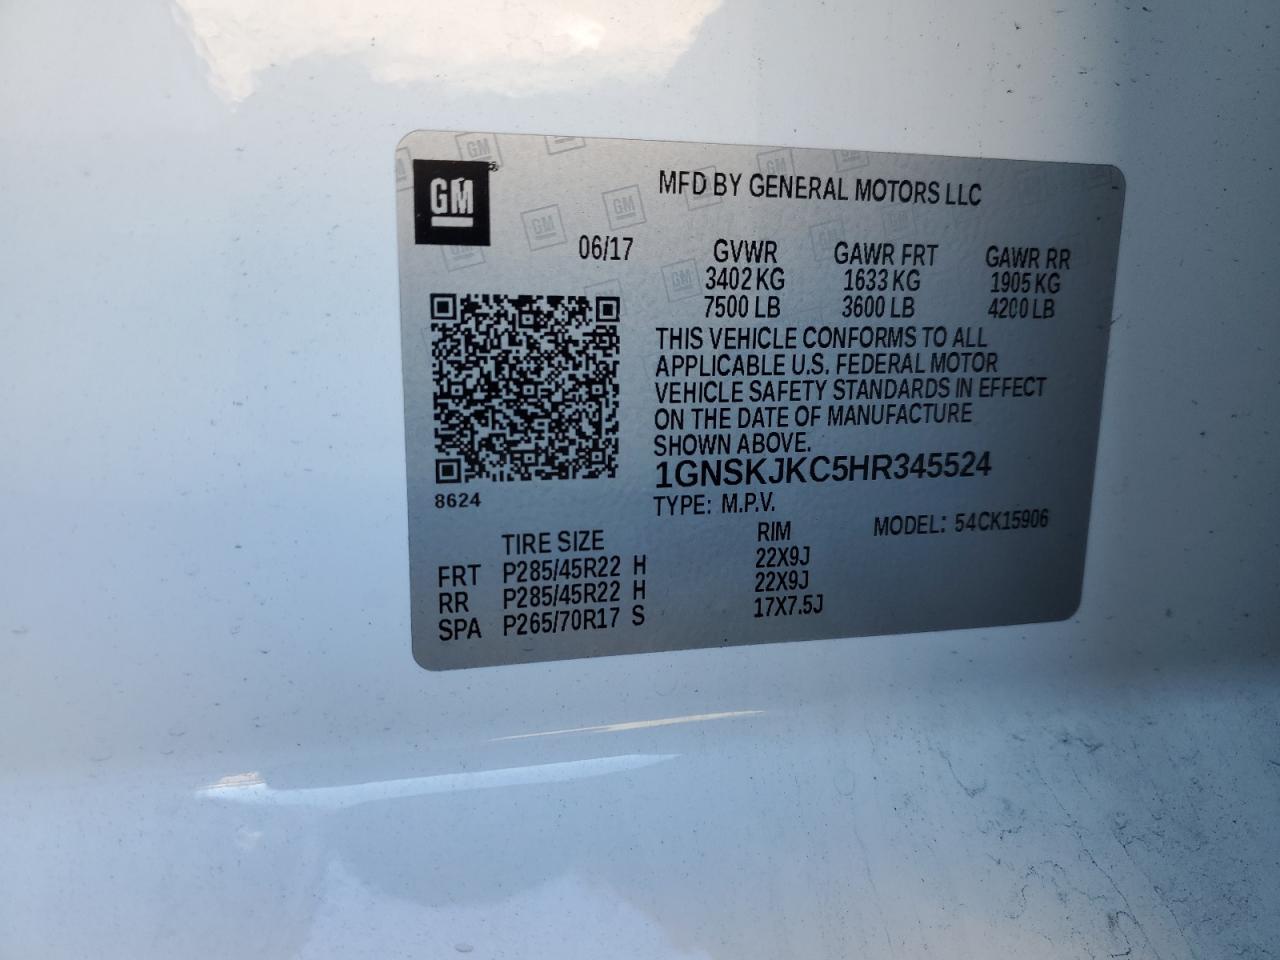 GM
MFD BY GENERAL MOTORS LLC
06/17 GVWR GAWR FRT GAWR RR
3402 KG 1633 KG 1905 KG
7500 LB 3600 LB 4200 LB
THIS VEHICLE CONFORMS TO ALL
APPLICABLE U.S. FEDERAL MOTOR
VEHICLE SAFETY STANDARDS IN EFFECT
ON THE DATE OF MANUFACTURE
SHOWN ABOVE.
1GNSKJKC5HR345524
8624
TYPE: M.P.V.
MODEL: 54CK15906
TIRE SIZE RIM
FRT P285/45R22 H 22X9J
RR P285/45R22 H 22X9J
SPA P265/70R17 S 17X7.5J